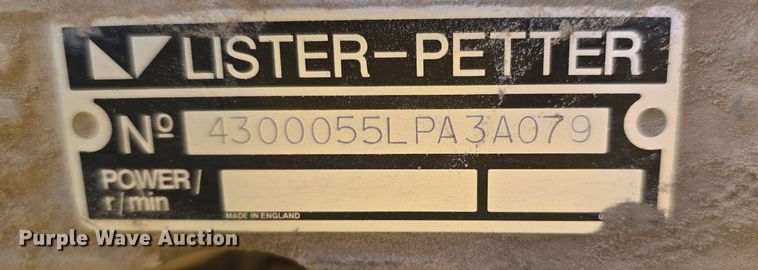 LISTER-PETTER
Nº 4300055LPA3A079
POWER/
r/min
MADE IN ENGLAND
Purple Wave Auction